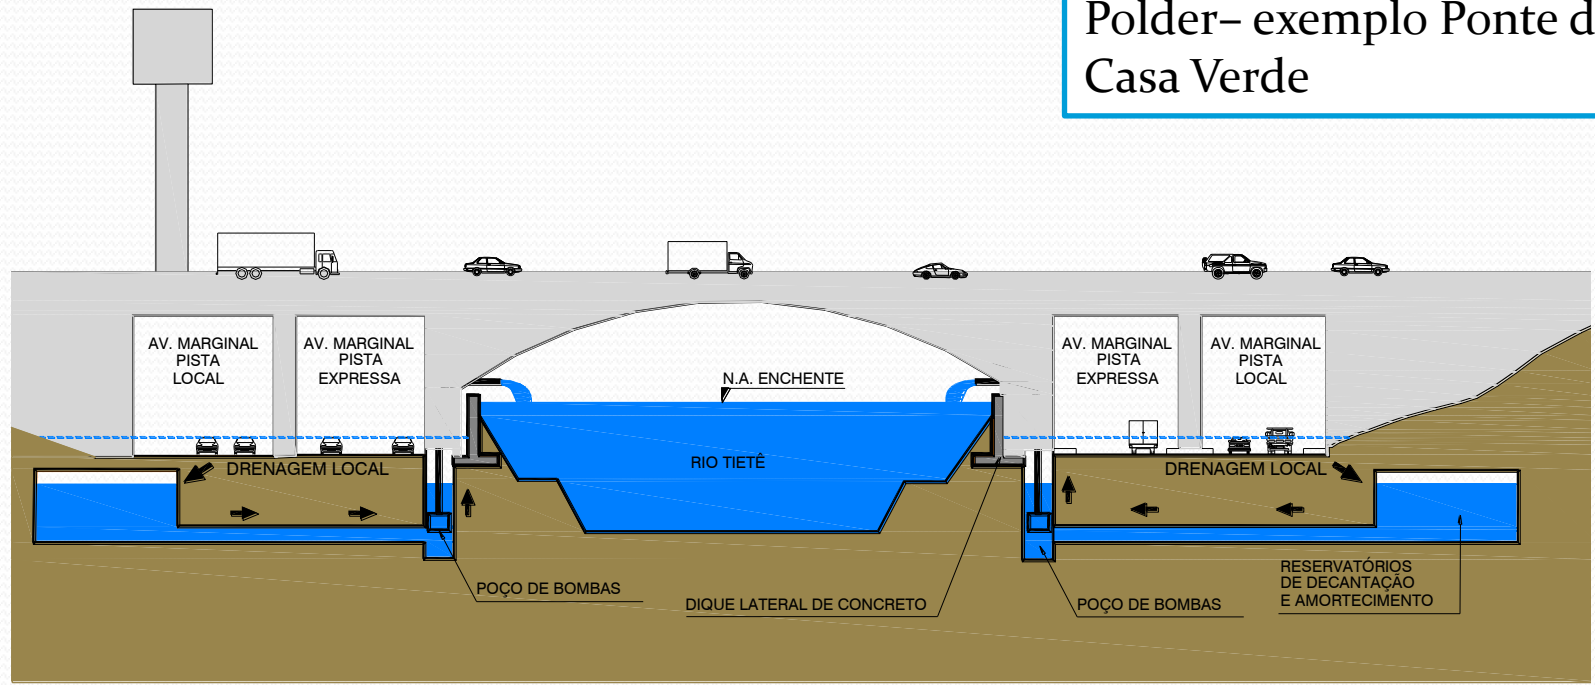 Polder– exemplo Ponte d
Casa Verde
AV. MARGINAL
PISTA
LOCAL
AV. MARGINAL
PISTA
EXPRESSA
N.A. ENCHENTE
AV. MARGINAL
PISTA
EXPRESSA
AV. MARGINAL
PISTA
LOCAL
DRENAGEM LOCAL
RIO TIETÊ
DRENAGEM LOCAL
POÇO DE BOMBAS
DIQUE LATERAL DE CONCRETO
POÇO DE BOMBAS
RESERVATÓRIOS
DE DECANTAÇÃO
E AMORTECIMENTO